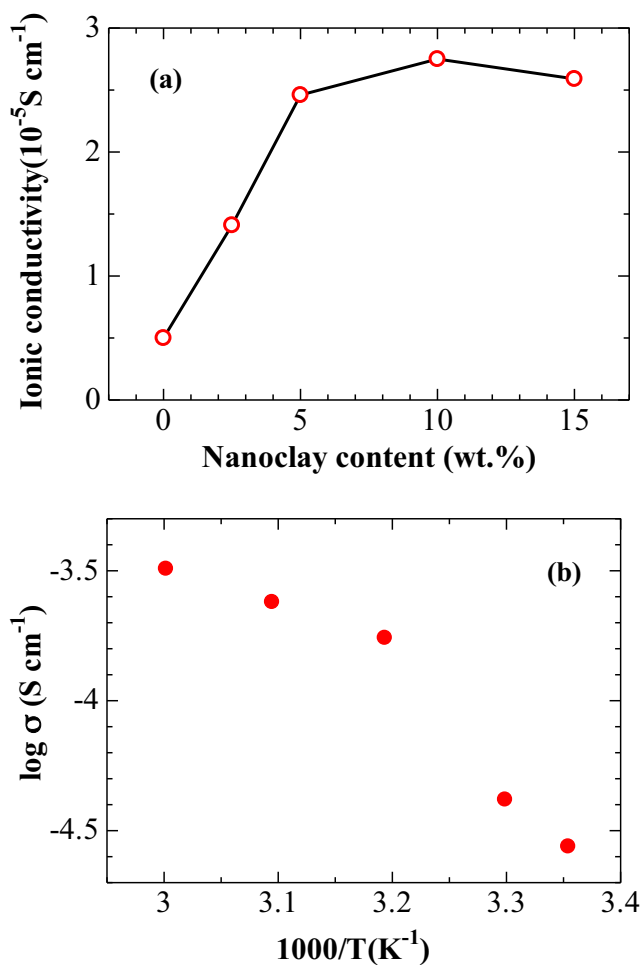 3
(a)
2
1
0
Ionic conductivity(10⁻⁵S cm⁻¹)
0 5 10 15
Nanoclay content (wt.%)
-3.5
(b)
-4
-4.5
log σ (S cm⁻¹)
3 3.1 3.2 3.3 3.4
1000/T(K⁻¹)